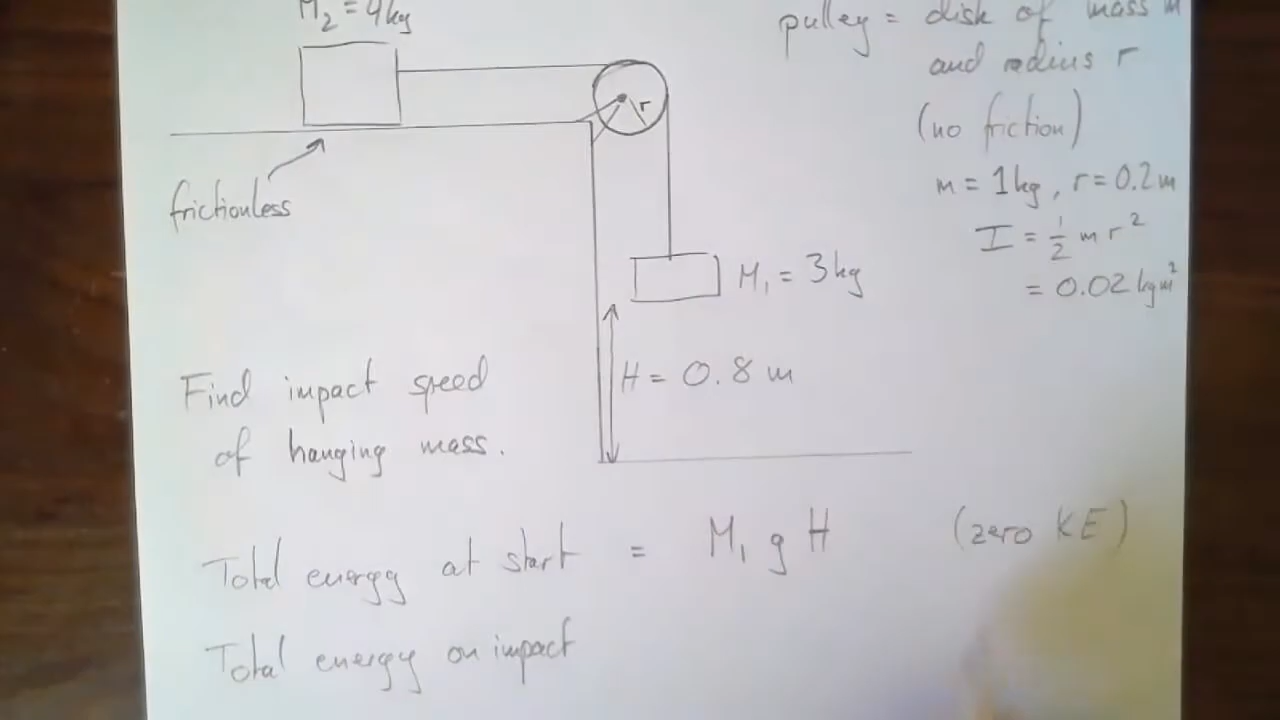 M₂ = 4kg
pulley = disk of mass m
and radius r
(no friction)
m = 1kg, r = 0.2m
I = ½ m r²
= 0.02 kgm²
r
frictionless
M₁ = 3kg
H = 0.8 m
Find impact speed
of hanging mass.
Total energy at start = M₁ g H (zero KE)
Total energy on impact